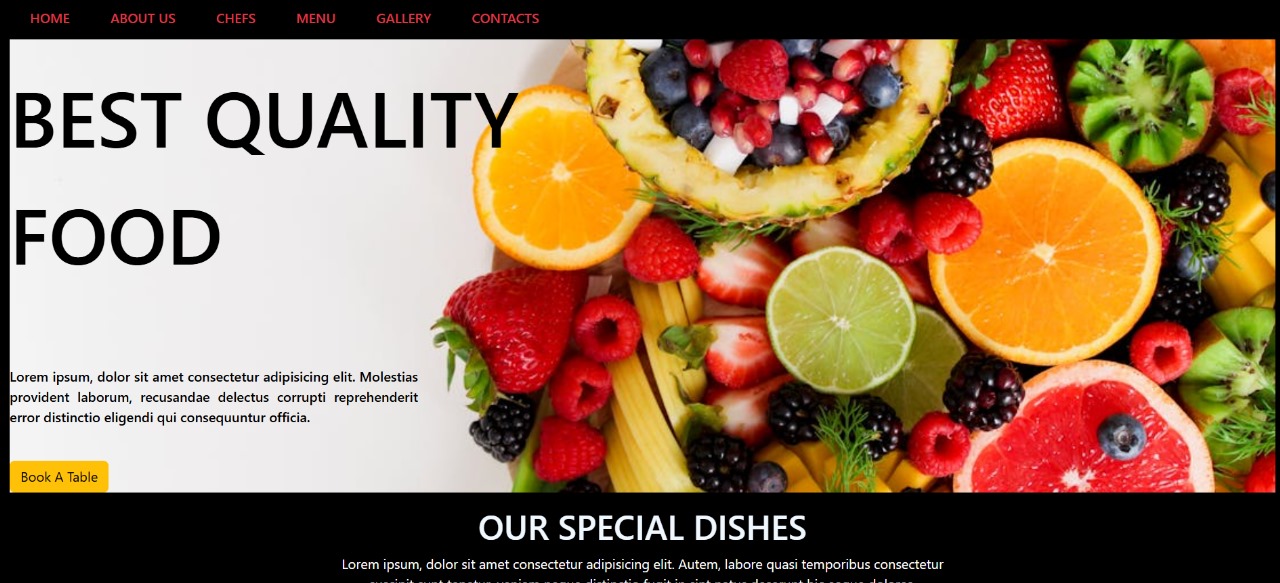 HOME ABOUT US CHEFS MENU GALLERY CONTACTS
BEST QUALITY
FOOD
Lorem ipsum, dolor sit amet consectetur adipisicing elit. Molestias
provident laborum, recusandae delectus corrupti reprehenderit
error distinctio eligendi qui consequuntur officia.
Book A Table
OUR SPECIAL DISHES
Lorem ipsum, dolor sit amet consectetur adipisicing elit. Autem, labore quasi temporibus consectetur